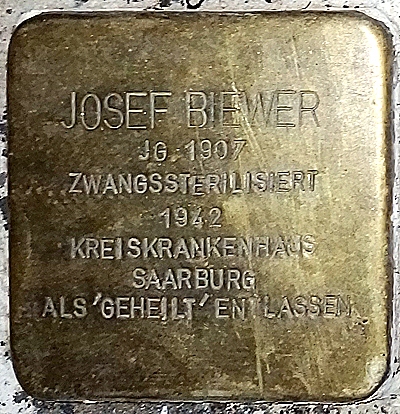 JOSEF BIEWER
JG. 1907
ZWANGSSTERILISIERT
1942
KREISKRANKENHAUS
SAARBURG
ALS 'GEHEILT' ENTLASSEN